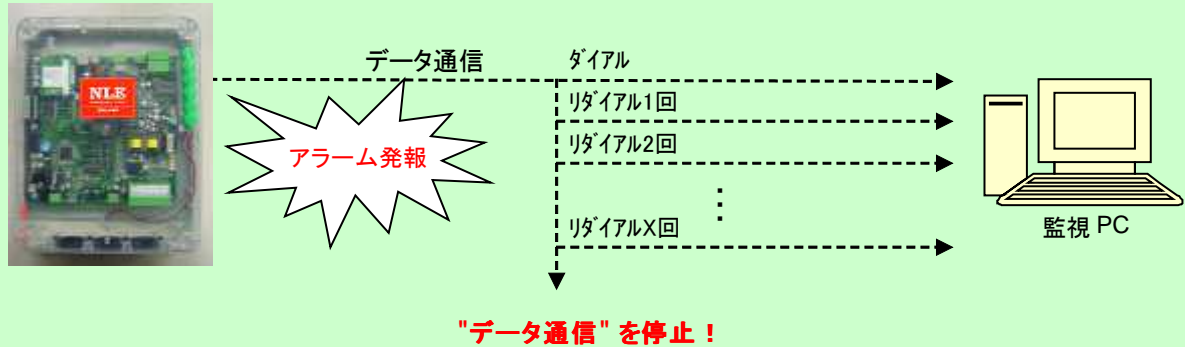 NLE
データ通信
ﾀﾞｲｱﾙ
ﾘﾀﾞｲｱﾙ1回
アラーム発報
ﾘﾀﾞｲｱﾙ2回
⋮
ﾘﾀﾞｲｱﾙX回
監視 PC
"データ通信" を停止！